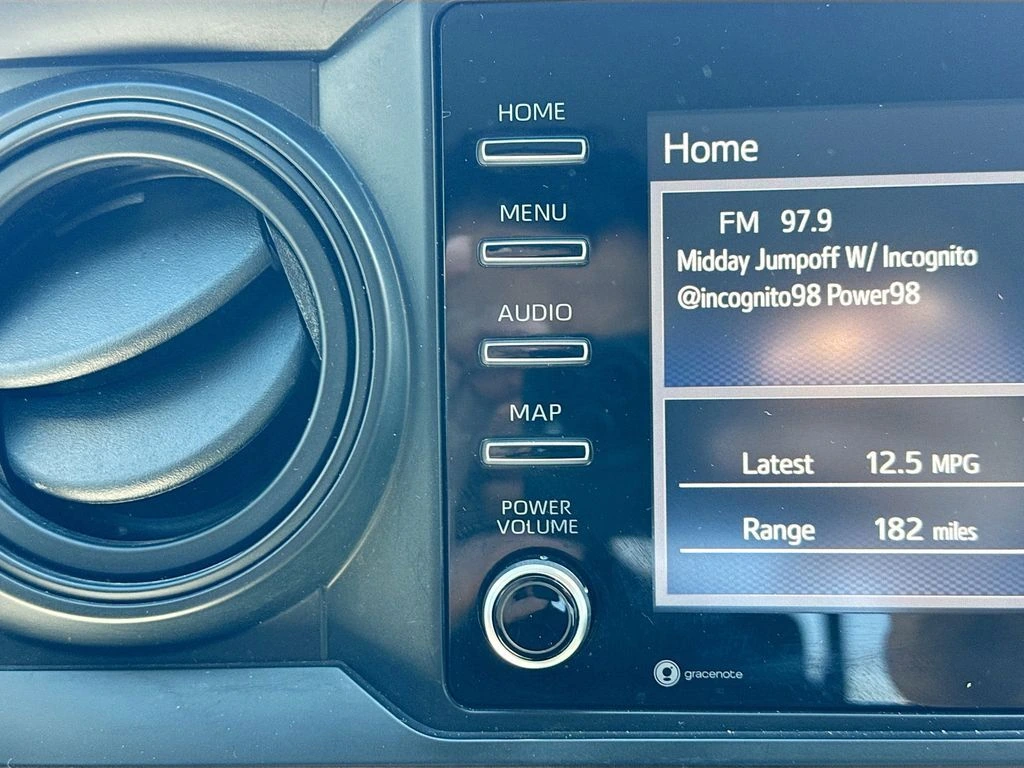 HOME
MENU
AUDIO
MAP
POWER
VOLUME
Home
FM 97.9
Midday Jumpoff W/ Incognito
@incognito98 Power98
Latest 12.5 MPG
Range 182 miles
gracenote